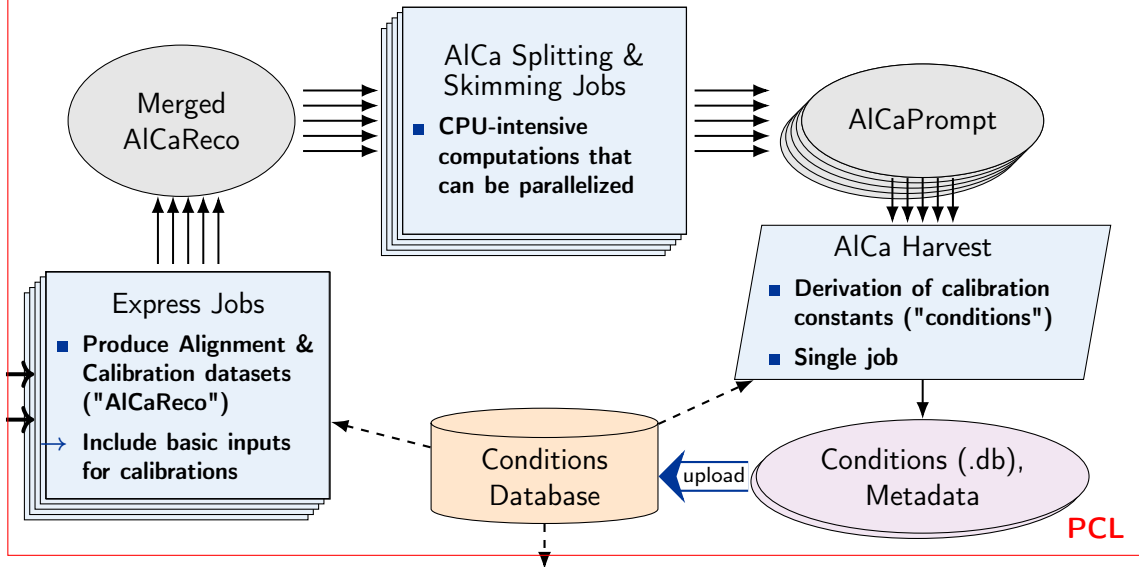 Merged
AlCaReco
AlCa Splitting &
Skimming Jobs
CPU-intensive
computations that
can be parallelized
AlCaPrompt
Express Jobs
Produce Alignment &
Calibration datasets
("AlCaReco")
→ Include basic inputs
for calibrations
AlCa Harvest
Derivation of calibration
constants ("conditions")
Single job
Conditions
Database
upload
Conditions (.db),
Metadata
PCL